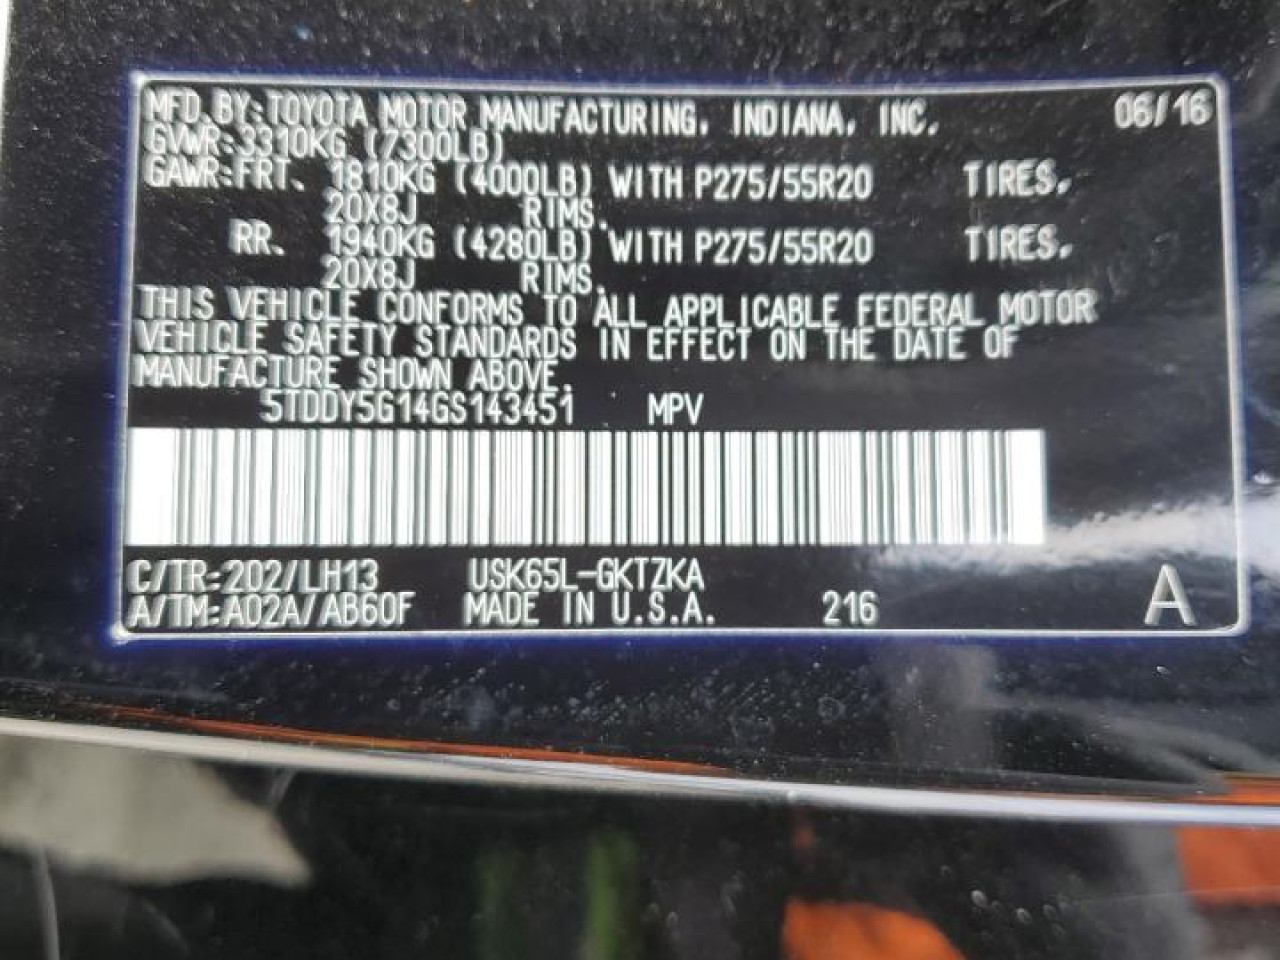 MFD.BY:TOYOTA MOTOR MANUFACTURING, INDIANA, INC. 06/16
GVWR:3310KG (7300LB)
GAWR:FRT. 1810KG (4000LB) WITH P275/55R20 TIRES,
20X8J RIMS.
RR. 1940KG (4280LB) WITH P275/55R20 TIRES,
20X8J RIMS.
THIS VEHICLE CONFORMS TO ALL APPLICABLE FEDERAL MOTOR
VEHICLE SAFETY STANDARDS IN EFFECT ON THE DATE OF
MANUFACTURE SHOWN ABOVE.
5TDDY5G14GS143451 MPV
C/TR:202/LH13 USK65L-GKTZKA
A/TM:A02A/AB60F MADE IN U.S.A. 216 A